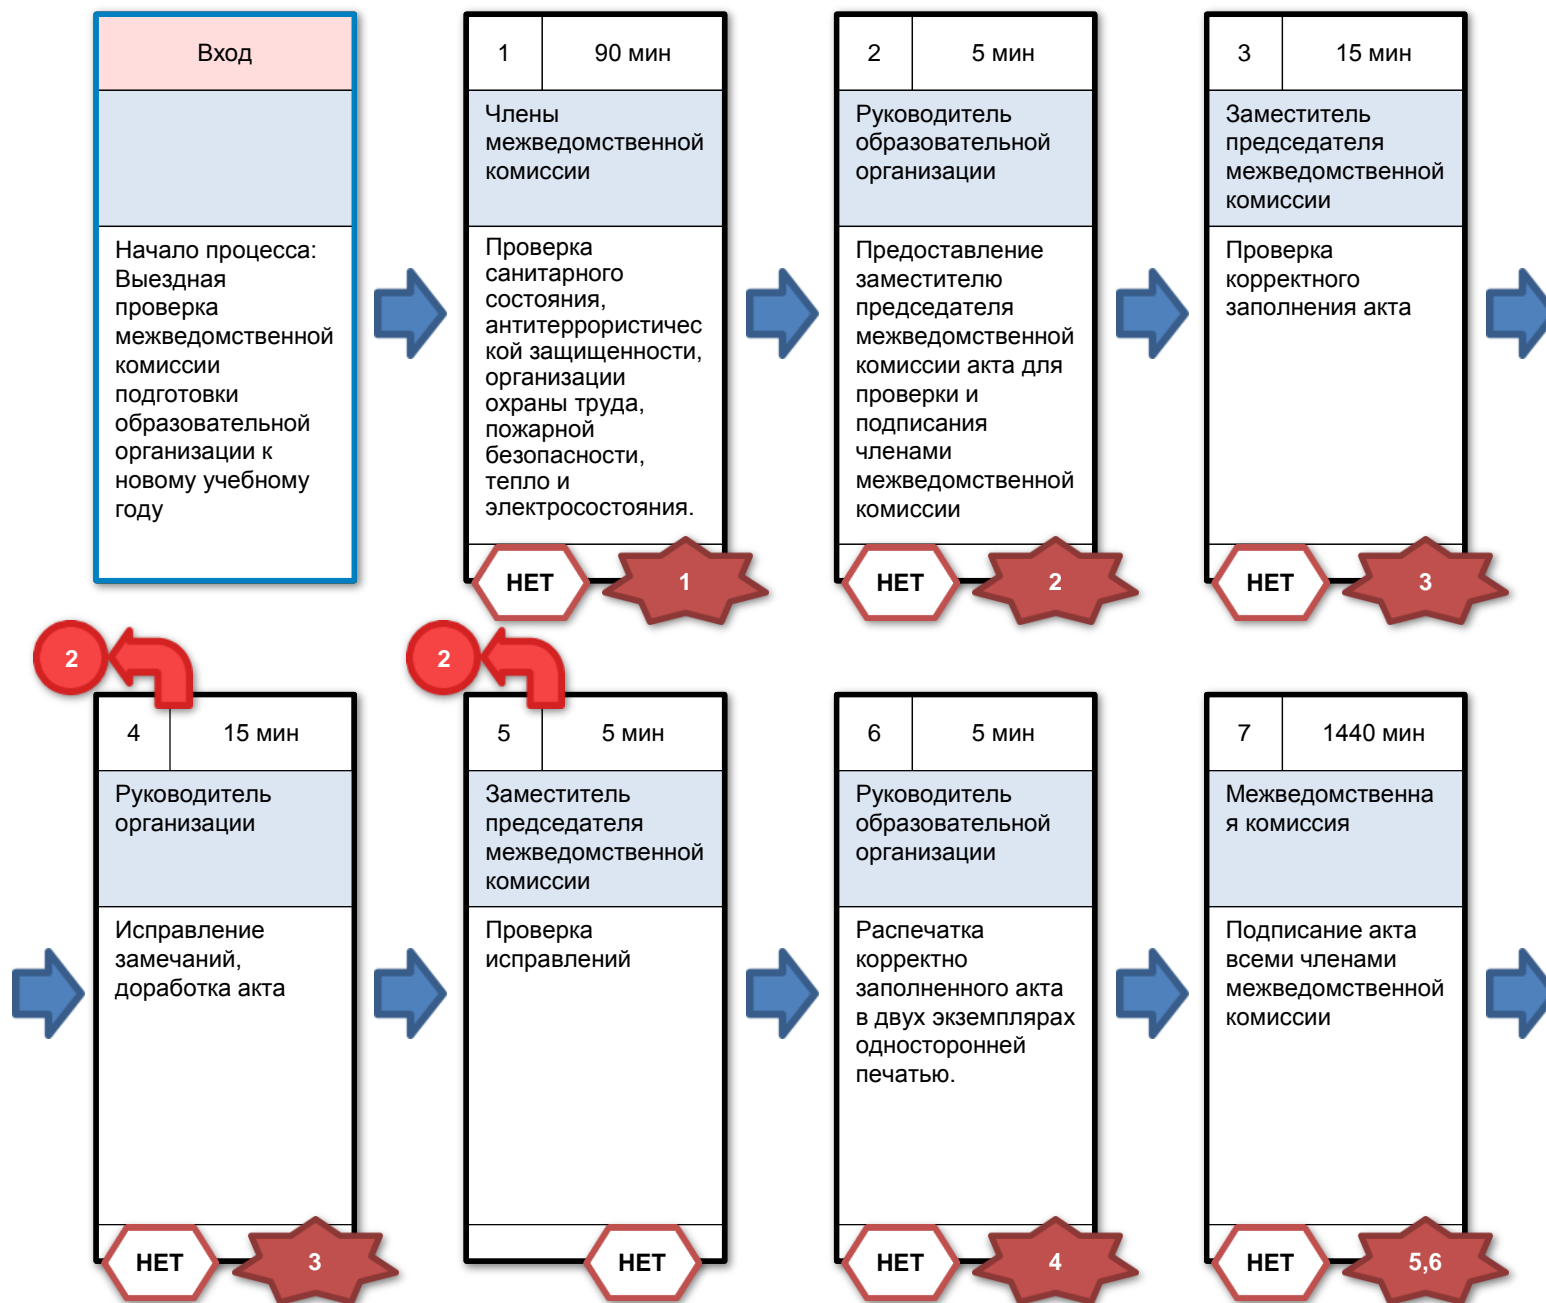 Вход
Начало процесса:
Выездная
проверка
межведомственной
комиссии
подготовки
образовательной
организации к
новому учебному
году
1
90 мин
Члены
межведомственной
комиссии
Проверка
санитарного
состояния,
антитеррористичес
кой защищенности,
организации
охраны труда,
пожарной
безопасности,
тепло и
электросостояния.
НЕТ
1
2
5 мин
Руководитель
образовательной
организации
Предоставление
заместителю
председателя
межведомственной
комиссии акта для
проверки и
подписания
членами
межведомственной
комиссии
НЕТ
2
3
15 мин
Заместитель
председателя
межведомственной
комиссии
Проверка
корректного
заполнения акта
НЕТ
3
2
4
15 мин
Руководитель
организации
Исправление
замечаний,
доработка акта
НЕТ
3
2
5
5 мин
Заместитель
председателя
межведомственной
комиссии
Проверка
исправлений
НЕТ
6
5 мин
Руководитель
образовательной
организации
Распечатка
корректно
заполненного акта
в двух экземплярах
односторонней
печатью.
НЕТ
4
7
1440 мин
Межведомственна
я комиссия
Подписание акта
всеми членами
межведомственной
комиссии
НЕТ
5,6